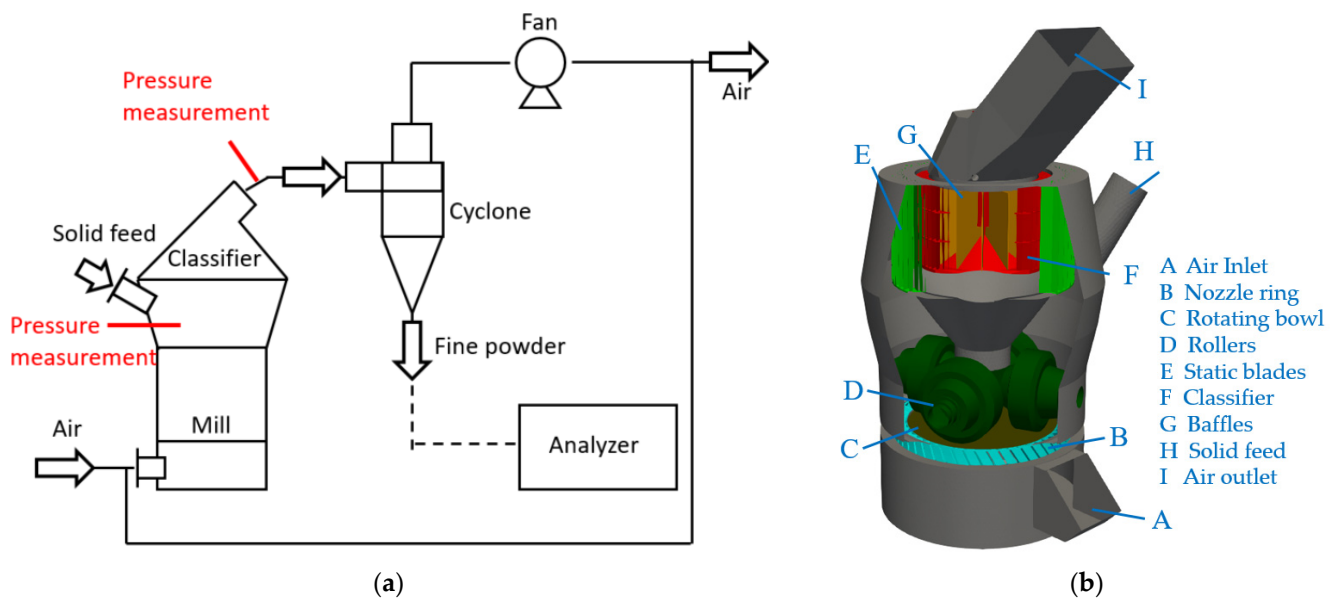 Fan
Air
Pressure
measurement
Cyclone
Solid feed
Classifier
Pressure
measurement
Fine powder
Mill
Air
Analyzer
(a)
I
G
E
H
F
D
C
B
A
A Air Inlet
B Nozzle ring
C Rotating bowl
D Rollers
E Static blades
F Classifier
G Baffles
H Solid feed
I Air outlet
(b)